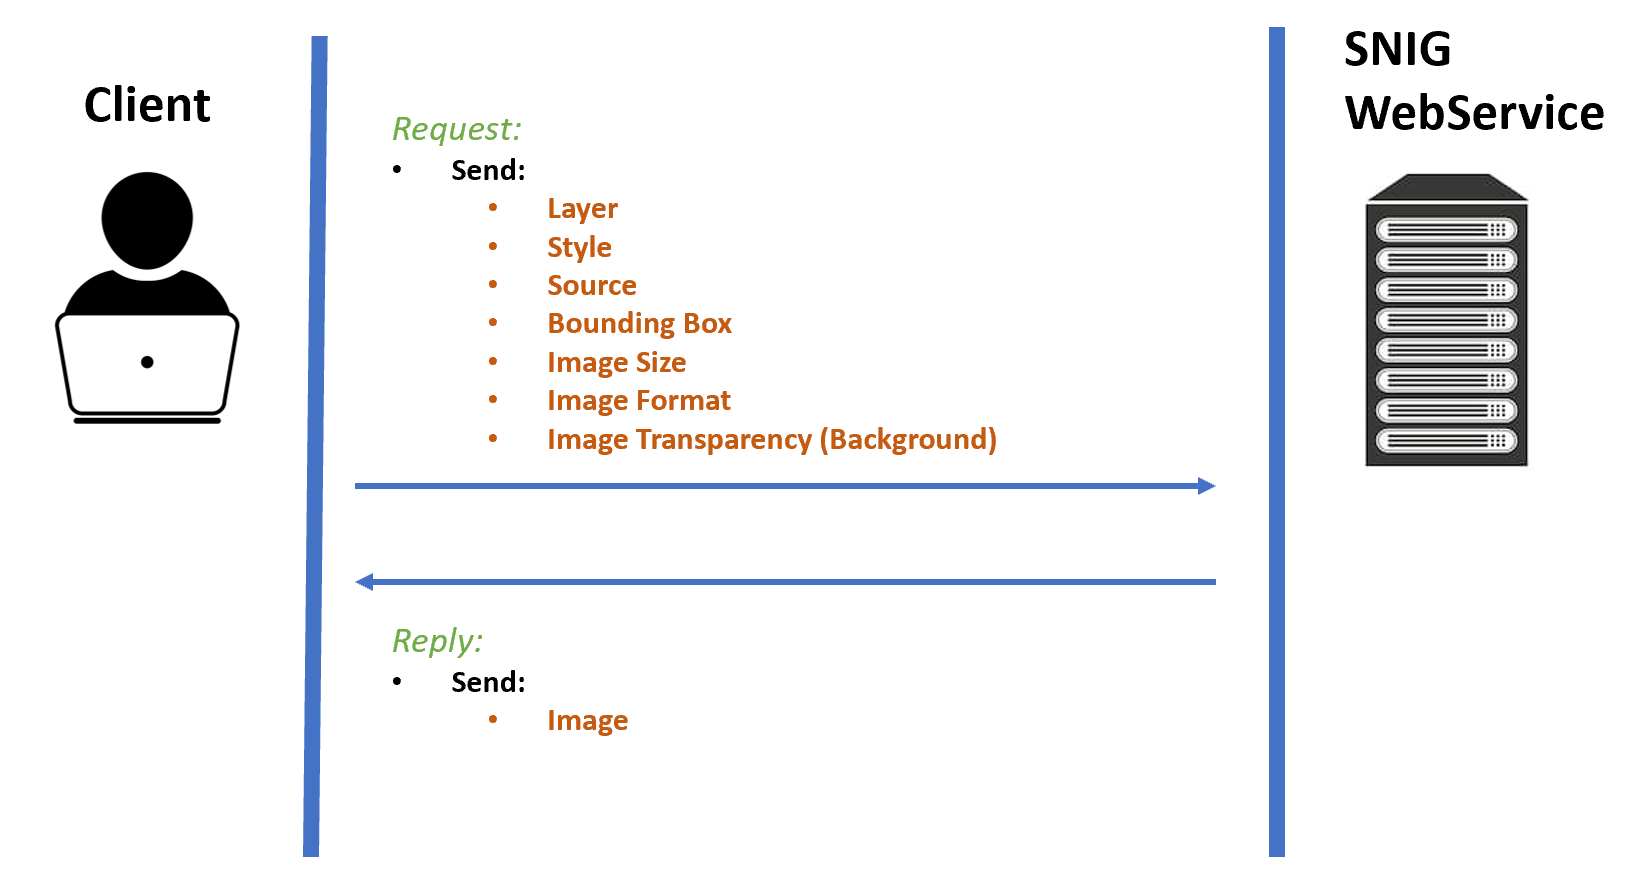 Client
SNIG
WebService
Request:
• Send:
• Layer
• Style
• Source
• Bounding Box
• Image Size
• Image Format
• Image Transparency (Background)
Reply:
• Send:
• Image